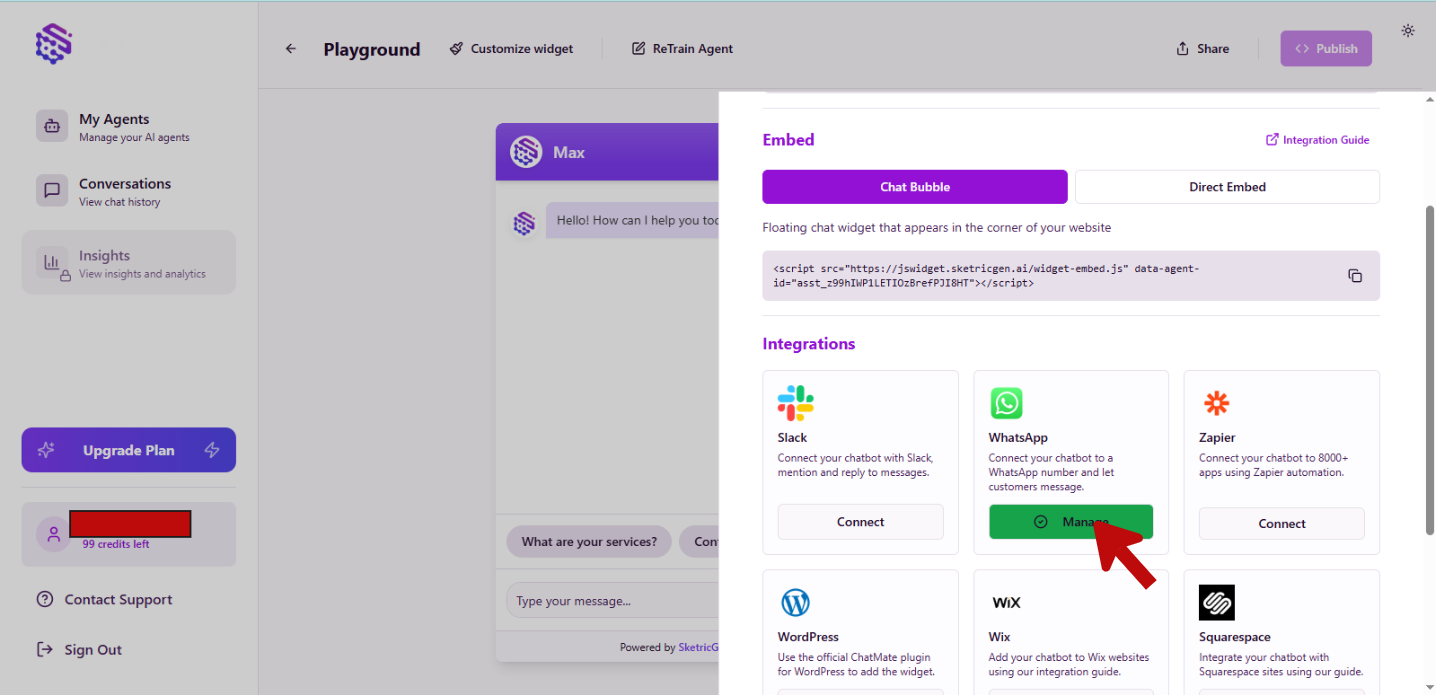 Playground
Customize widget
ReTrain Agent
Share
Publish
My Agents
Manage your AI agents
Conversations
View chat history
Insights
View insights and analytics
Upgrade Plan
99 credits left
Contact Support
Sign Out
Max
Hello! How can I help you
What are your services?
Type your message...
Powered by SketricG
Embed
Integration Guide
Chat Bubble
Direct Embed
Floating chat widget that appears in the corner of your website
<script src="https://jswidget.sketricgen.ai/widget-embed.js" data-agent-
id="asst_z99hIWP1LETIOzBrefPJI8HT"></script>
Integrations
Slack
Connect your chatbot with Slack,
mention and reply to messages.
Connect
WhatsApp
Connect your chatbot to a
WhatsApp number and let
customers message.
Manage
Zapier
Connect your chatbot to 8000+
apps using Zapier automation.
Connect
WordPress
Use the official ChatMate plugin
for WordPress to add the widget.
WiX
Wix
Add your chatbot to Wix websites
using our integration guide.
Squarespace
Integrate your chatbot with
Squarespace sites using our guide.